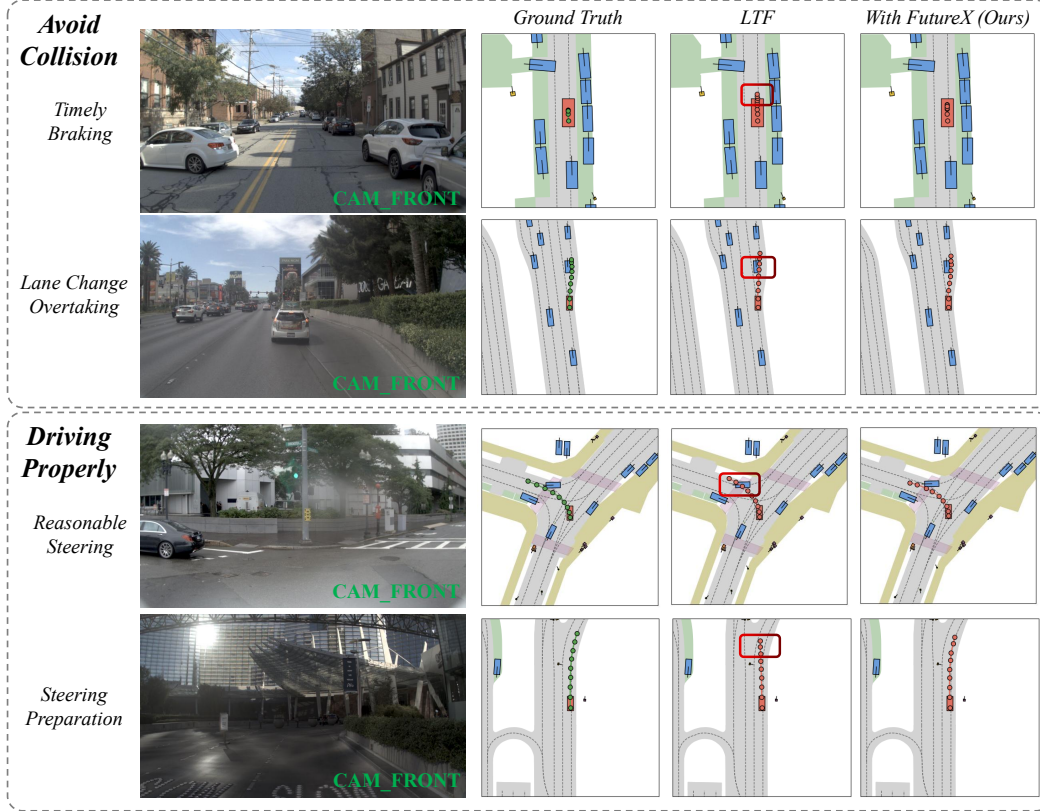 Avoid
Collision
Ground Truth
LTF
With FutureX (Ours)
Timely
Braking
CAM_FRONT
Lane Change
Overtaking
CAM_FRONT
Driving
Properly
Reasonable
Steering
CAM_FRONT
Steering
Preparation
CAM_FRONT